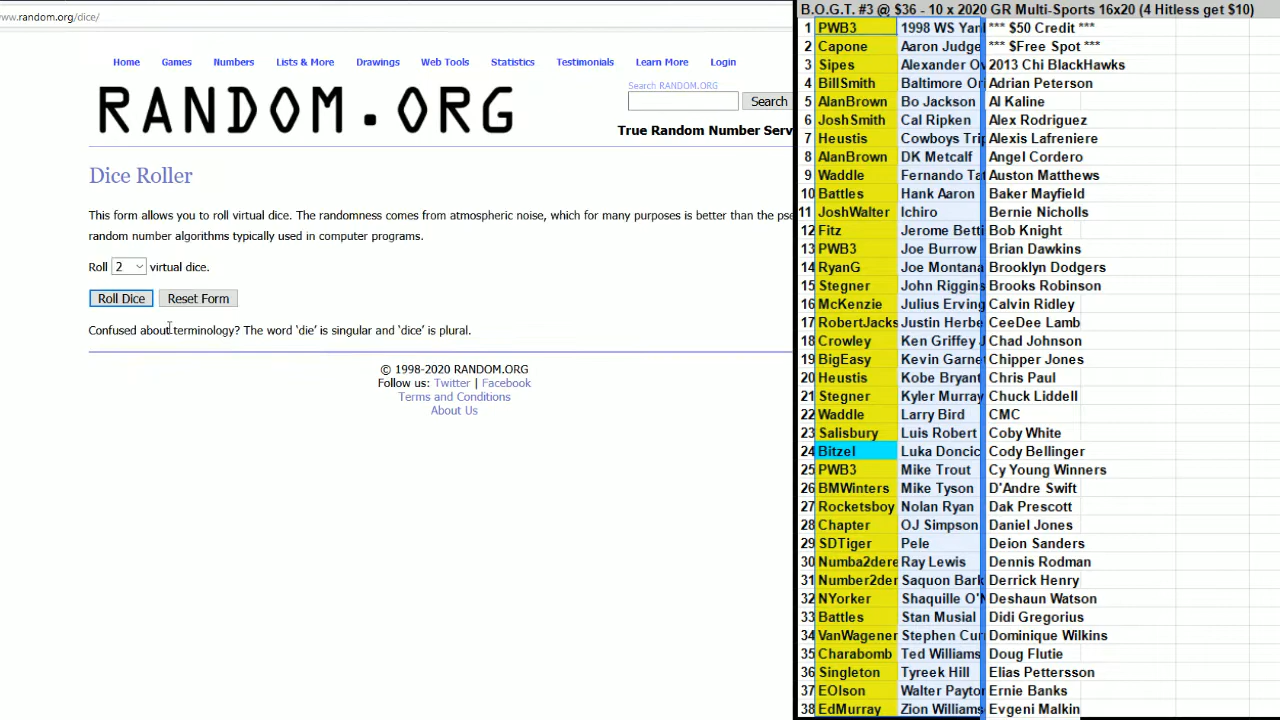 www.random.org/dice/
Home Games Numbers Lists & More Drawings Web Tools Statistics Testimonials Learn More Login
RANDOM.ORG
Search RANDOM.ORG
Search
True Random Number Serv
Dice Roller
This form allows you to roll virtual dice. The randomness comes from atmospheric noise, which for many purposes is better than the pse
random number algorithms typically used in computer programs.
Roll 2 virtual dice.
Roll Dice Reset Form
Confused about terminology? The word 'die' is singular and 'dice' is plural.
© 1998-2020 RANDOM.ORG
Follow us: Twitter | Facebook
Terms and Conditions
About Us
B.O.G.T. #3 @ $36 - 10 x 2020 GR Multi-Sports 16x20 (4 Hitless get $10)
1 PWB3 1998 WS Yan *** $50 Credit ***
2 Capone Aaron Judge *** $Free Spot ***
3 Sipes Alexander Ov 2013 Chi BlackHawks
4 BillSmith Baltimore Ori Adrian Peterson
5 AlanBrown Bo Jackson Al Kaline
6 JoshSmith Cal Ripken Alex Rodriguez
7 Heustis Cowboys Trip Alexis Lafreniere
8 AlanBrown DK Metcalf Angel Cordero
9 Waddle Fernando Tat Auston Matthews
10 Battles Hank Aaron Baker Mayfield
11 JoshWalter Ichiro Bernie Nicholls
12 Fitz Jerome Betti Bob Knight
13 PWB3 Joe Burrow Brian Dawkins
14 RyanG Joe Montana Brooklyn Dodgers
15 Stegner John Riggins Brooks Robinson
16 McKenzie Julius Erving Calvin Ridley
17 RobertJacks Justin Herbe CeeDee Lamb
18 Crowley Ken Griffey J Chad Johnson
19 BigEasy Kevin Garne Chipper Jones
20 Heustis Kobe Bryant Chris Paul
21 Stegner Kyler Murray Chuck Liddell
22 Waddle Larry Bird CMC
23 Salisbury Luis Robert Coby White
24 Bitzel Luka Doncic Cody Bellinger
25 PWB3 Mike Trout Cy Young Winners
26 BMWinters Mike Tyson D'Andre Swift
27 Rocketsboy Nolan Ryan Dak Prescott
28 Chapter OJ Simpson Daniel Jones
29 SDTiger Pele Deion Sanders
30 Numba2dere Ray Lewis Dennis Rodman
31 Number2der Saquon Bark Derrick Henry
32 NYorker Shaquille O'N Deshaun Watson
33 Battles Stan Musial Didi Gregorius
34 VanWagener Stephen Cur Dominique Wilkins
35 Charabomb Ted Williams Doug Flutie
36 Singleton Tyreek Hill Elias Pettersson
37 EOlson Walter Payto Ernie Banks
38 EdMurray Zion Williams Evgeni Malkin